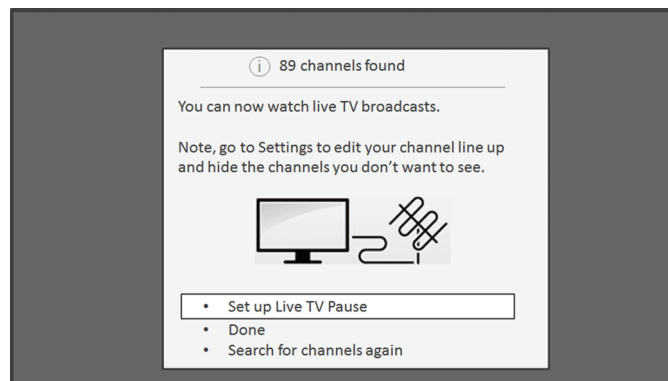 89 channels found
You can now watch live TV broadcasts.
Note, go to Settings to edit your channel line up
and hide the channels you don't want to see.
• Set up Live TV Pause
• Done
• Search for channels again